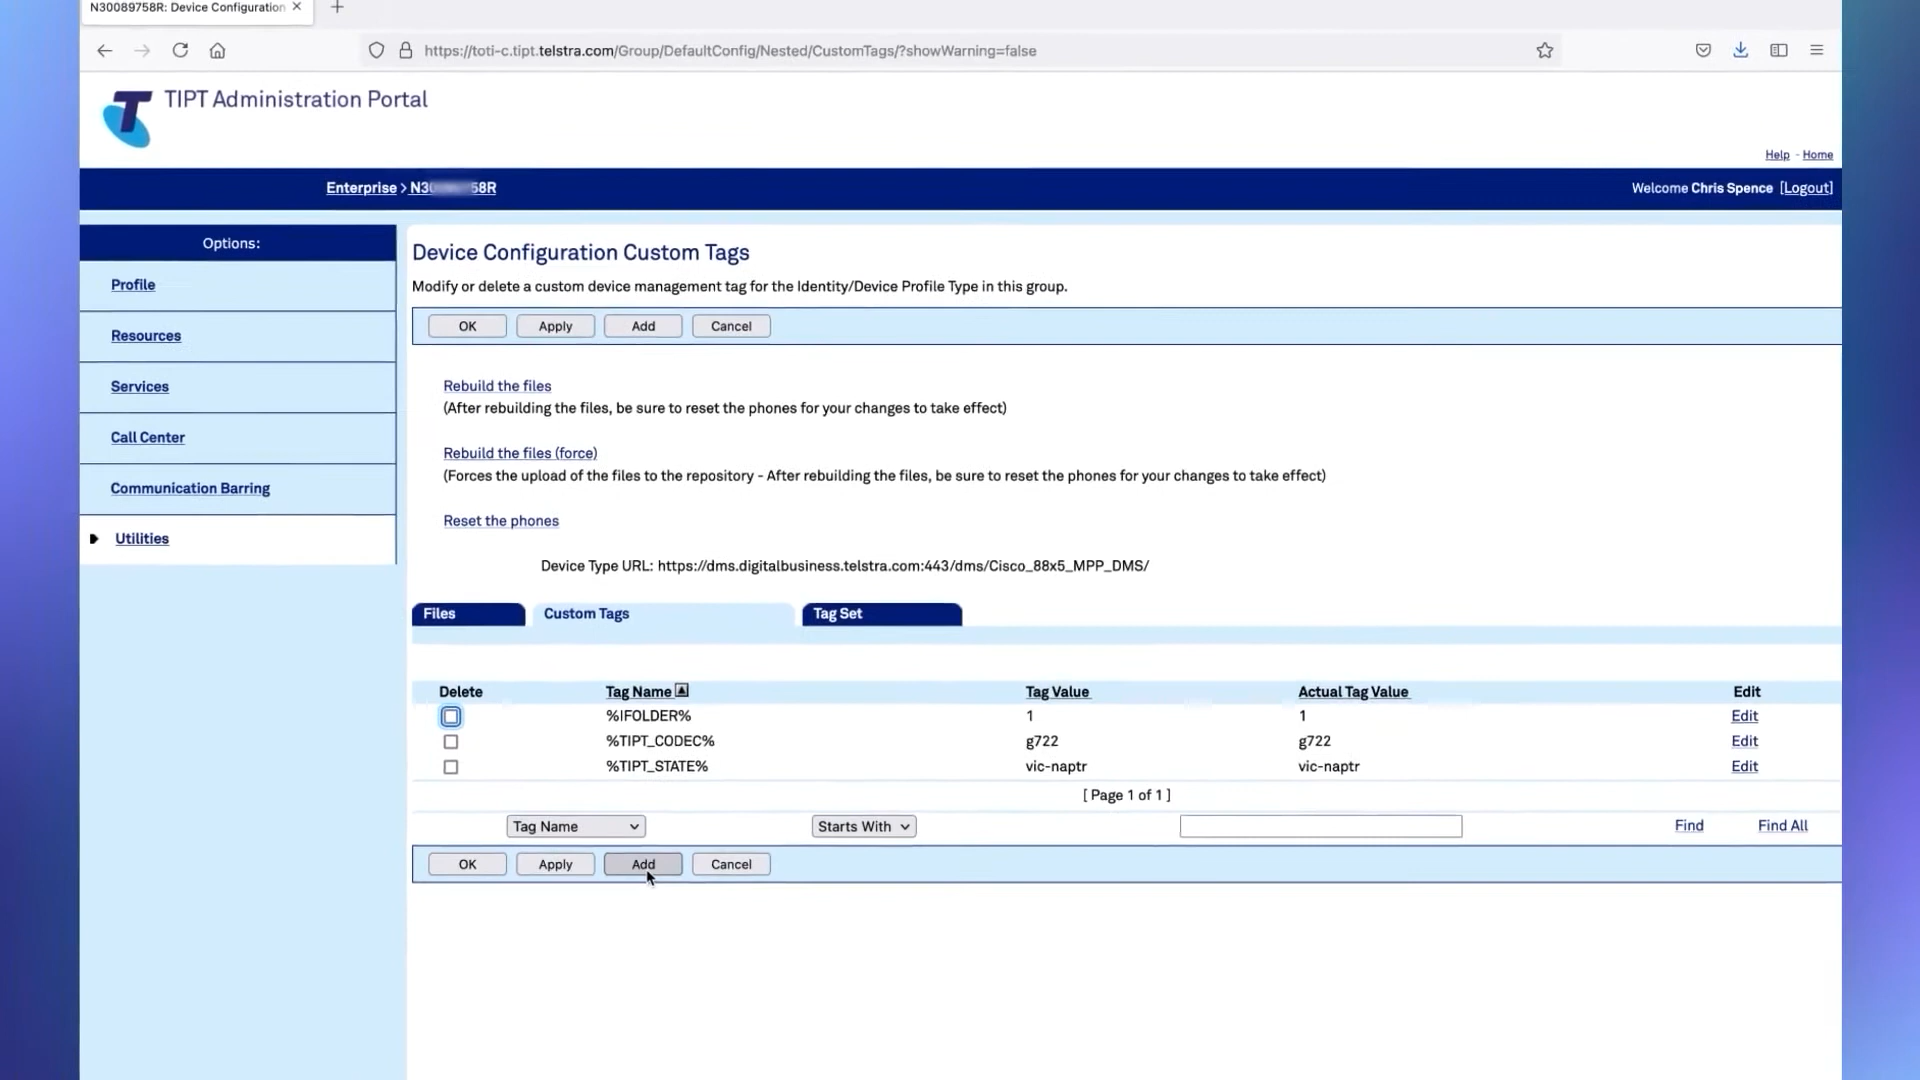 N30089758R: Device Configuration
https://toti-c.tipt.telstra.com/Group/DefaultConfig/Nested/CustomTags/?showWarning=false
TIPT Administration Portal
Help - Home
Enterprise > N30 58R
Welcome Chris Spence [Logout]
Options:
Profile
Resources
Services
Call Center
Communication Barring
Utilities
Device Configuration Custom Tags
Modify or delete a custom device management tag for the Identity/Device Profile Type in this group.
OK Apply Add Cancel
Rebuild the files
(After rebuilding the files, be sure to reset the phones for your changes to take effect)
Rebuild the files (force)
(Forces the upload of the files to the repository - After rebuilding the files, be sure to reset the phones for your changes to take effect)
Reset the phones
Device Type URL: https://dms.digitalbusiness.telstra.com:443/dms/Cisco_88x5_MPP_DMS/
Files Custom Tags Tag Set
Delete Tag Name Tag Value Actual Tag Value Edit
%IFOLDER% 1 1 Edit
%TIPT_CODEC% g722 g722 Edit
%TIPT_STATE% vic-naptr vic-naptr Edit
[ Page 1 of 1 ]
Tag Name Starts With Find Find All
OK Apply Add Cancel